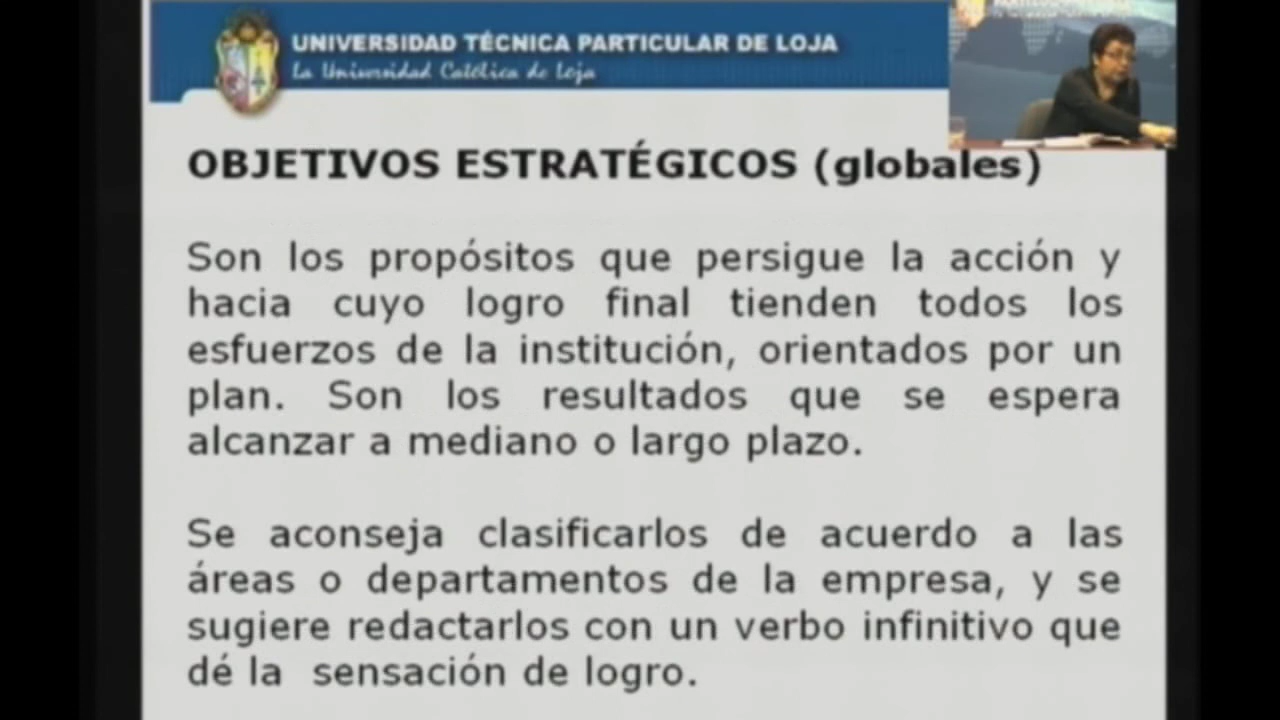 UNIVERSIDAD TÉCNICA PARTICULAR DE LOJA
La Universidad Católica de Loja
OBJETIVOS ESTRATÉGICOS (globales)
Son los propósitos que persigue la acción y
hacia cuyo logro final tienden todos los
esfuerzos de la institución, orientados por un
plan. Son los resultados que se espera
alcanzar a mediano o largo plazo.
Se aconseja clasificarlos de acuerdo a las
áreas o departamentos de la empresa, y se
sugiere redactarlos con un verbo infinitivo que
dé la sensación de logro.